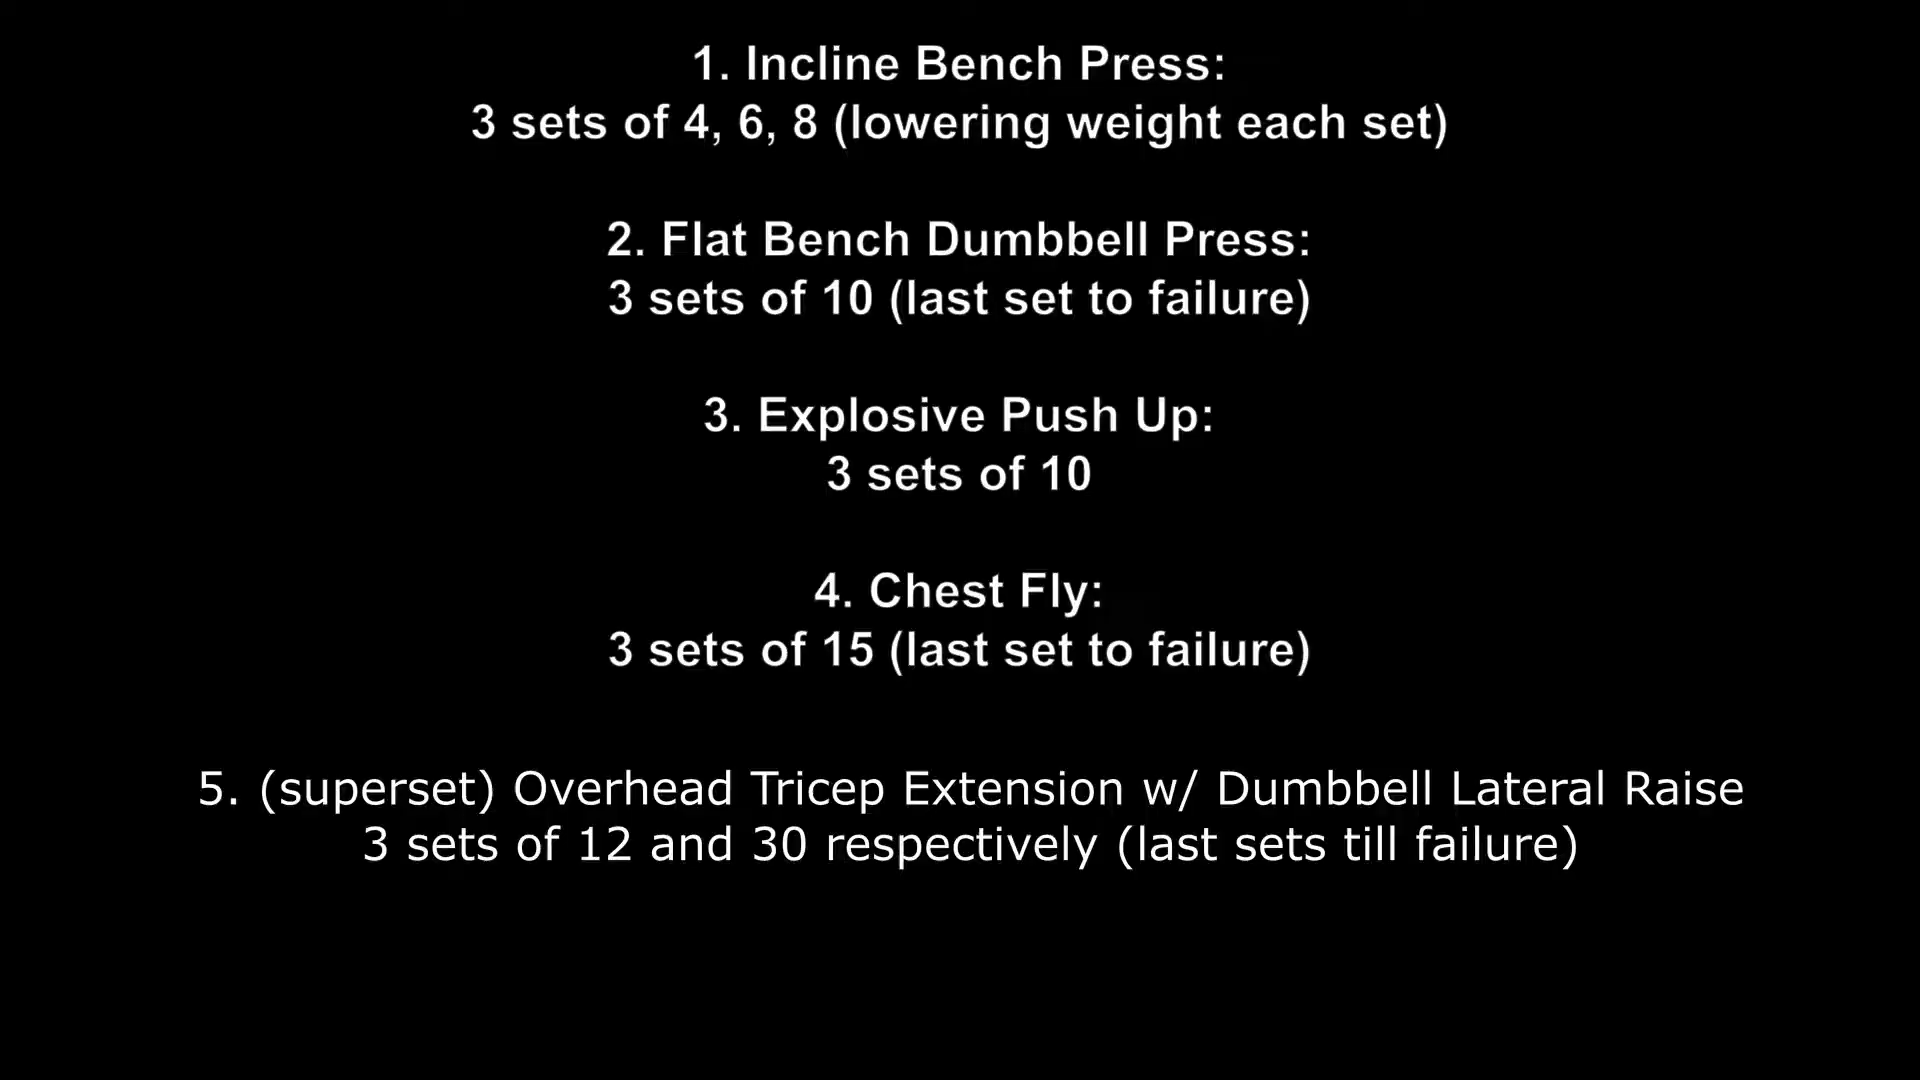 1. Incline Bench Press:
3 sets of 4, 6, 8 (lowering weight each set)
2. Flat Bench Dumbbell Press:
3 sets of 10 (last set to failure)
3. Explosive Push Up:
3 sets of 10
4. Chest Fly:
3 sets of 15 (last set to failure)
5. (superset) Overhead Tricep Extension w/ Dumbbell Lateral Raise
3 sets of 12 and 30 respectively (last sets till failure)